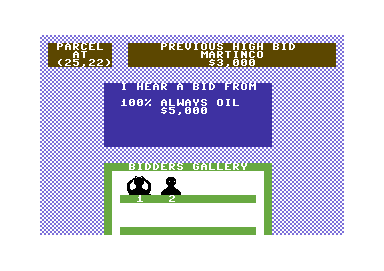 PARCEL
AT
(25,22)
PREVIOUS HIGH BID
MARTINCO
$3,000
I HEAR A BID FROM
100% ALWAYS OIL
$5,000
BIDDERS GALLERY
1 2